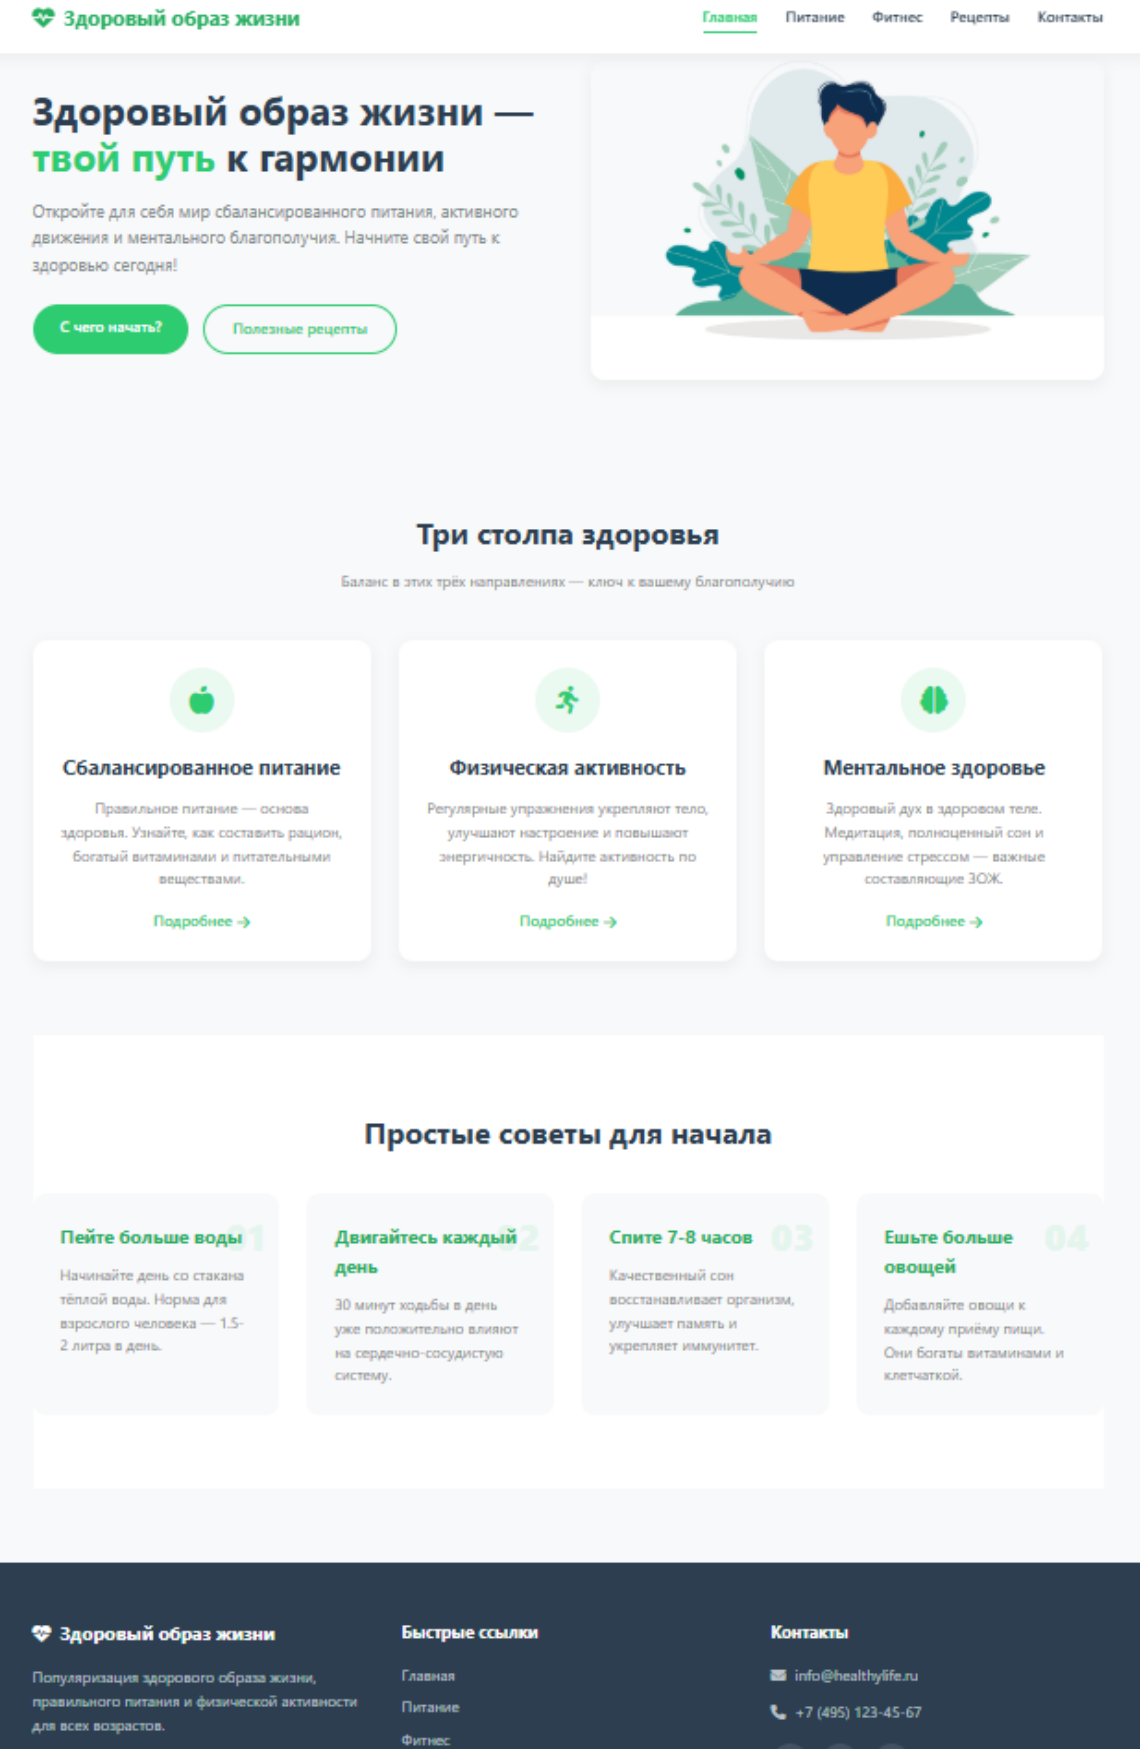 Здоровый образ жизни
Главная
Питание
Фитнес
Рецепты
Контакты
Здоровый образ жизни —
твой путь к гармонии
Откройте для себя мир сбалансированного питания, активного
движения и ментального благополучия. Начните свой путь к
здоровью сегодня!
С чего начать?
Полезные рецепты
Три столпа здоровья
Баланс в этих трёх направлениях — ключ к вашему благополучию
Сбалансированное питание
Правильное питание — основа
здоровья. Узнайте, как составить рацион,
богатый витаминами и питательными
веществами.
Подробнее →
Физическая активность
Регулярные упражнения укрепляют тело,
улучшают настроение и повышают
энергичность. Найдите активность по
душе!
Подробнее →
Ментальное здоровье
Здоровый дух в здоровом теле.
Медитация, полноценный сон и
управление стрессом — важные
составляющие ЗОЖ.
Подробнее →
Простые советы для начала
01
Пейте больше воды
Начинайте день со стакана
тёплой воды. Норма для
взрослого человека — 1.5-
2 литра в день.
02
Двигайтесь каждый
день
30 минут ходьбы в день
уже положительно влияют
на сердечно-сосудистую
систему.
03
Спите 7-8 часов
Качественный сон
восстанавливает организм,
улучшает память и
укрепляет иммунитет.
04
Ешьте больше
овощей
Добавляйте овощи к
каждому приёму пищи.
Они богаты витаминами и
клетчаткой.
Здоровый образ жизни
Популяризация здорового образа жизни,
правильного питания и физической активности
для всех возрастов.
Быстрые ссылки
Главная
Питание
Фитнес
Контакты
info@healthylife.ru
+7 (495) 123-45-67